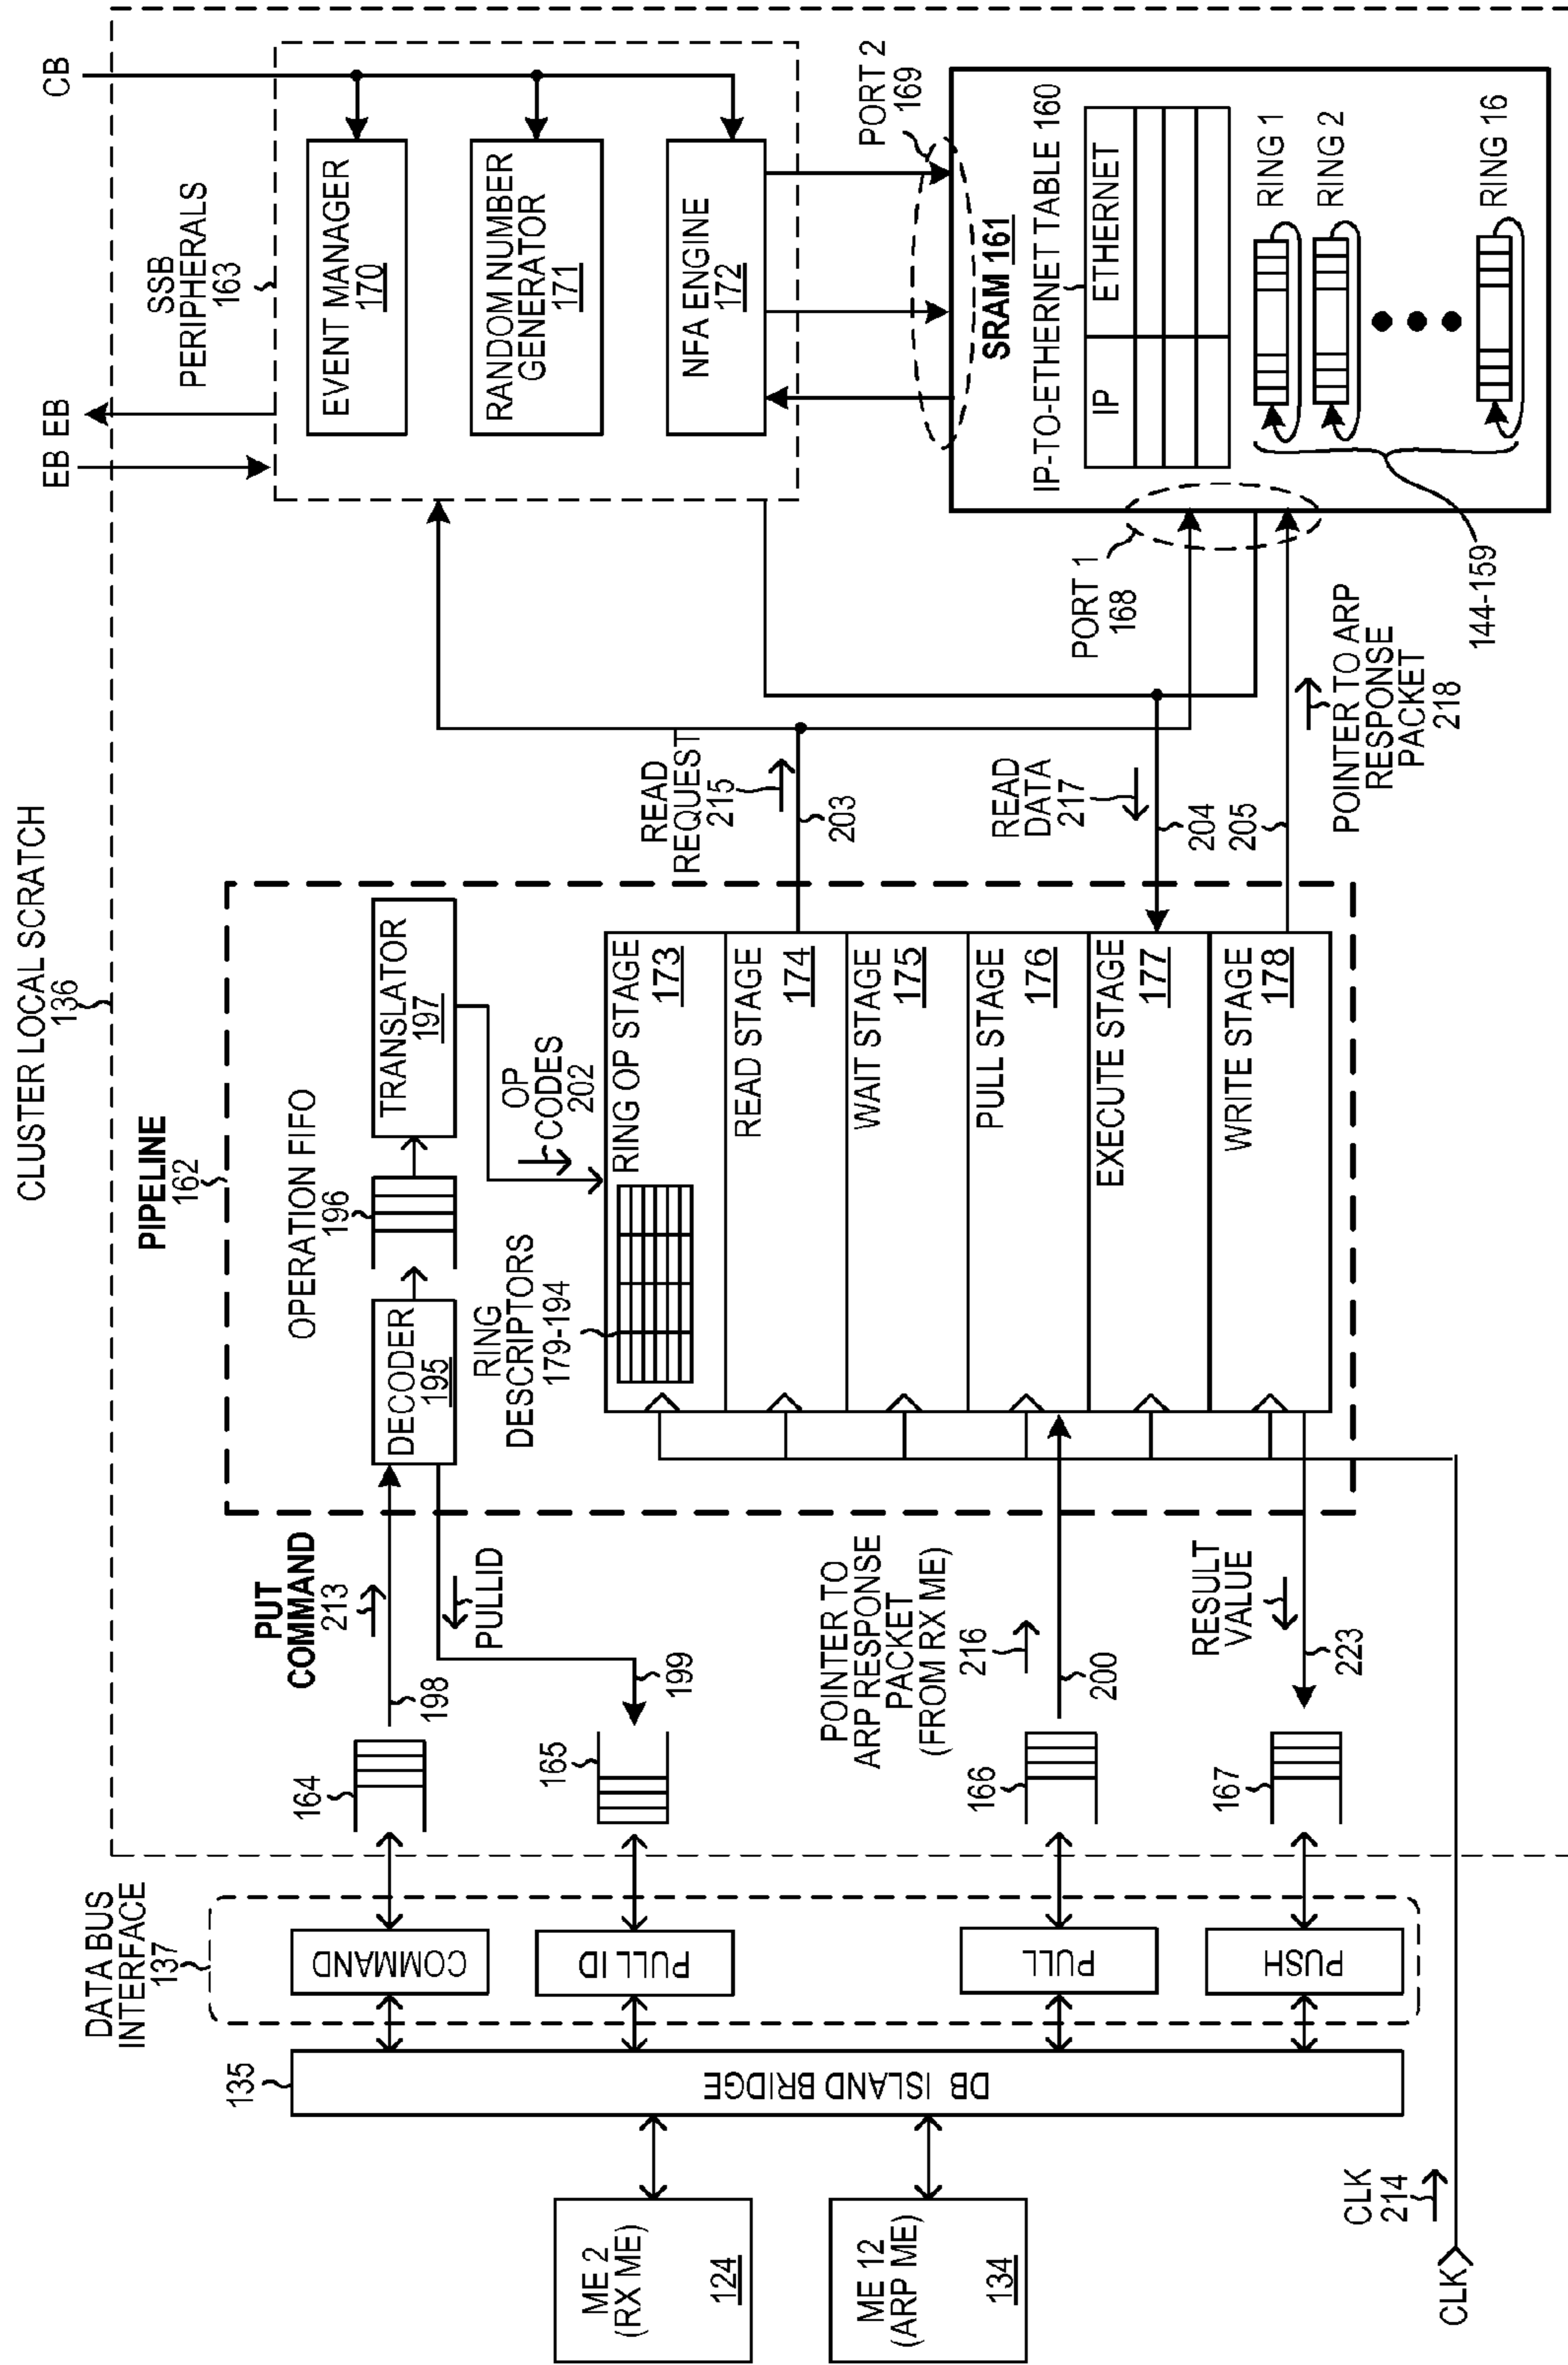 CLUSTER LOCAL SCRATCH
136
CB
EB EB
SSB
PERIPHERALS
163
EVENT MANAGER
170
RANDOM NUMBER
GENERATOR
171
NFA ENGINE
172
PORT 2
169
SRAM 161
IP-TO-ETHERNET TABLE 160
IP
ETHERNET
RING 1
RING 2
RING 16
144-159
PORT 1
168
POINTER TO ARP
RESPONSE
PACKET
218
READ
REQUEST
215
203
READ
DATA
217
204
205
PIPELINE
162
OPERATION FIFO
196
TRANSLATOR
197
DECODER
195
OP
CODES
202
RING
DESCRIPTORS
179-194
RING OP STAGE
173
READ STAGE
174
WAIT STAGE
175
PULL STAGE
176
EXECUTE STAGE
177
WRITE STAGE
178
PUT
COMMAND
213
198
PULLID
199
164
165
POINTER TO
ARP RESPONSE
PACKET
(FROM RX ME)
216
200
166
RESULT
VALUE
223
167
DATA BUS
INTERFACE
137
COMMAND
PULL ID
PULL
PUSH
135
DB ISLAND BRIDGE
ME 2
(RX ME)
124
ME 12
(ARP ME)
134
CLK
214
CLK